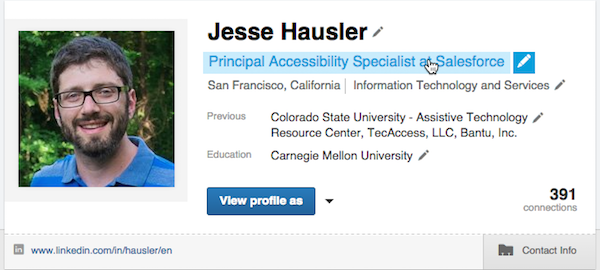 Jesse Hausler
Principal Accessibility Specialist at Salesforce
San Francisco, California | Information Technology and Services
Previous Colorado State University - Assistive Technology
Resource Center, TecAccess, LLC, Bantu, Inc.
Education Carnegie Mellon University
View profile as
391
connections
in www.linkedin.com/in/hausler/en
Contact Info